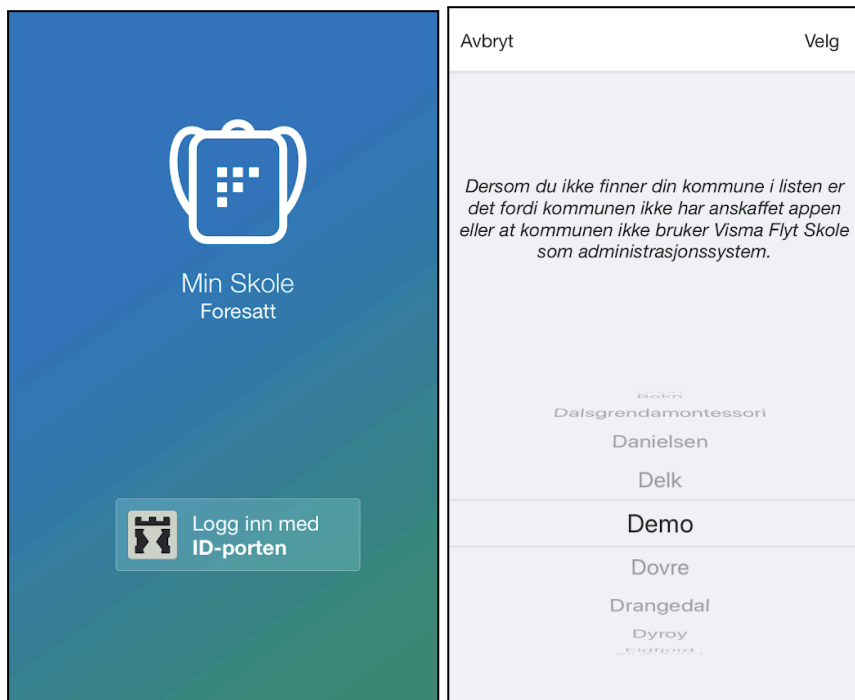 Min Skole
Foresatt
Logg inn med
ID-porten
Avbryt
Velg
Dersom du ikke finner din kommune i listen er
det fordi kommunen ikke har anskaffet appen
eller at kommunen ikke bruker Visma Flyt Skole
som administrasjonssystem.
Bokn
Dalsgrendamontessori
Danielsen
Delk
Demo
Dovre
Drangedal
Dyroy
Eidfjord